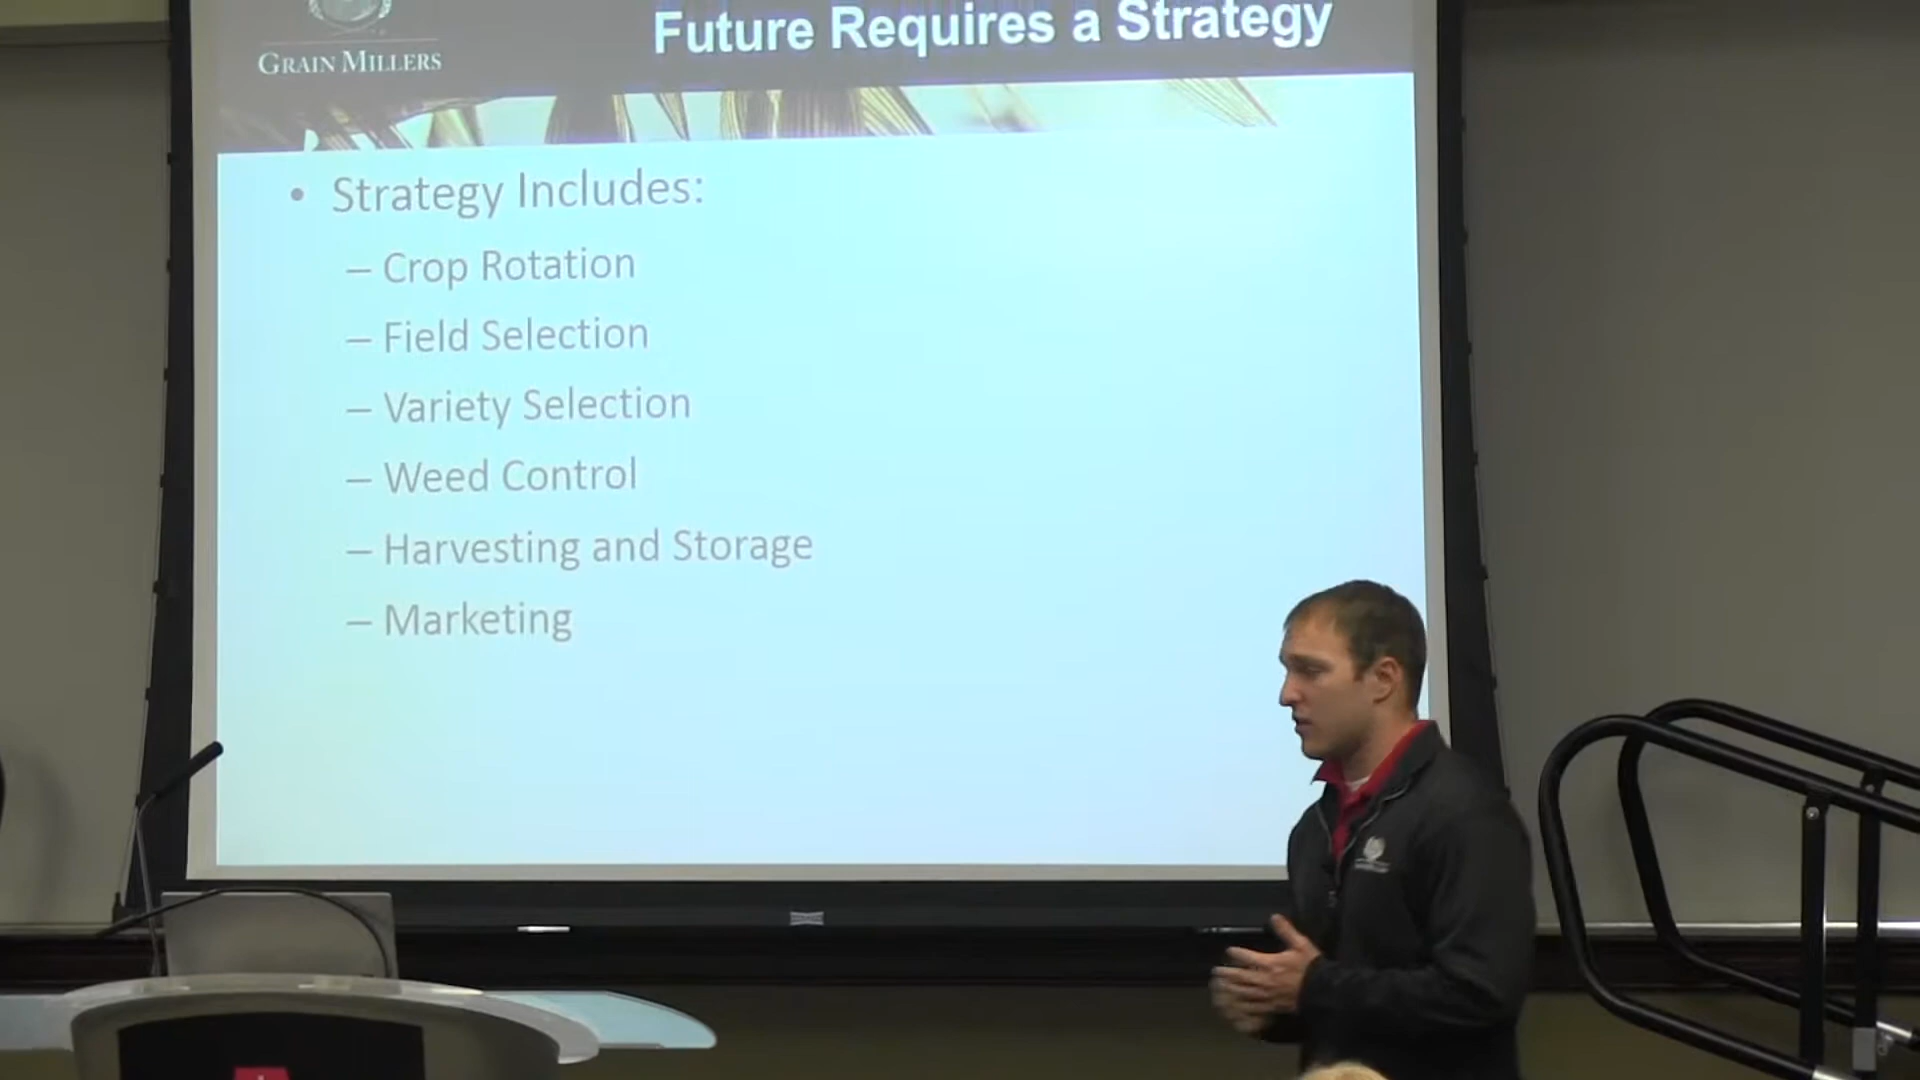 Future Requires a Strategy
GRAIN MILLERS
• Strategy Includes:
– Crop Rotation
– Field Selection
– Variety Selection
– Weed Control
– Harvesting and Storage
– Marketing